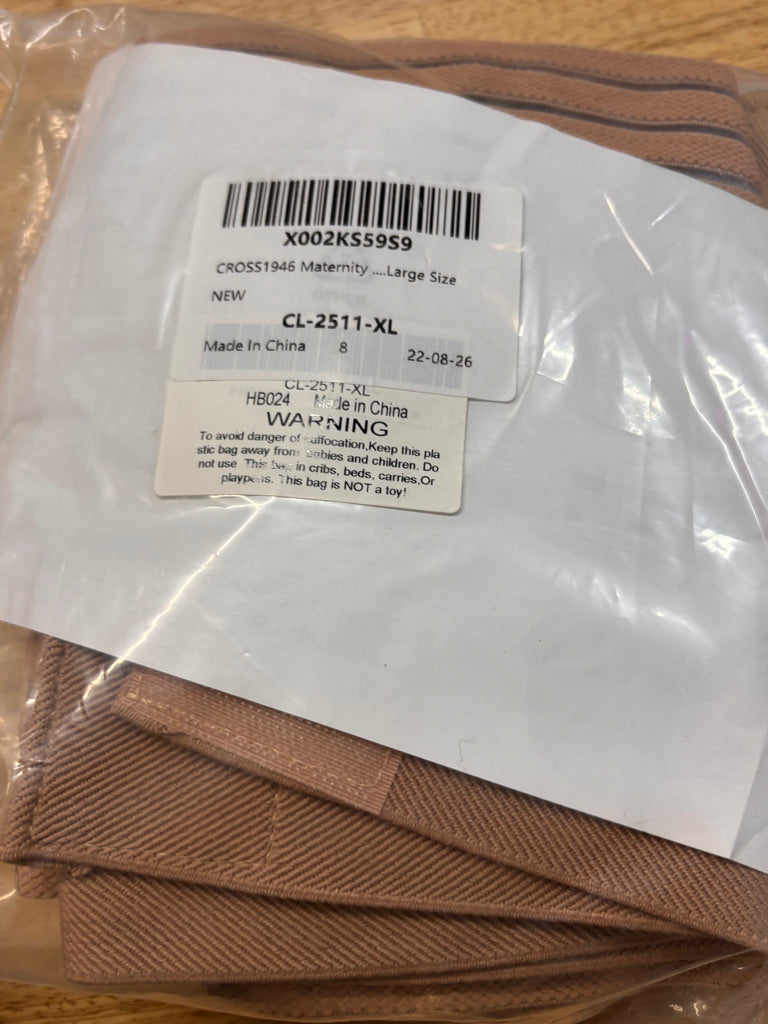 X002KS59S9
CROSS1946 Maternity ....Large Size
NEW
CL-2511-XL
Made In China 8 22-08-26
CL-2511-XL
HB024 Made in China
WARNING
To avoid danger of suffocation,Keep this pla
stic bag away from babies and children. Do
not use This bag in cribs, beds, carries,Or
playpens. This bag is NOT a toy!